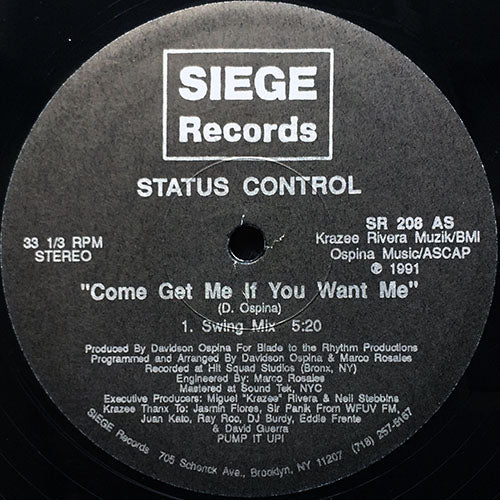 SIEGE
Records
STATUS CONTROL
33 1/3 RPM
STEREO
SR 208 AS
Krazee Rivera Muzik/BMI
Ospina Music/ASCAP
℗ 1991
"Come Get Me If You Want Me"
(D. Ospina)
1. Swing Mix 5:20
Produced By Davidson Ospina For Blade to the Rhythm Productions
Programmed and Arranged By Davidson Ospina & Marco Rosales
Recorded at Hit Squad Studios (Bronx, NY)
Engineered By: Marco Rosales
Mastered at Sound Tek, NYC
Executive Producers: Miguel "Krazee" Rivera & Neil Stebbins
Krazee Thanx To: Jasmin Flores, Sir Panik From WFUV FM,
Juan Kato, Ray Roo, DJ Burdy, Eddie Frente
& David Guerra
PUMP IT UP!
SIEGE Records 705 Schenck Ave., Brooklyn, NY 11207 (718) 257-5167